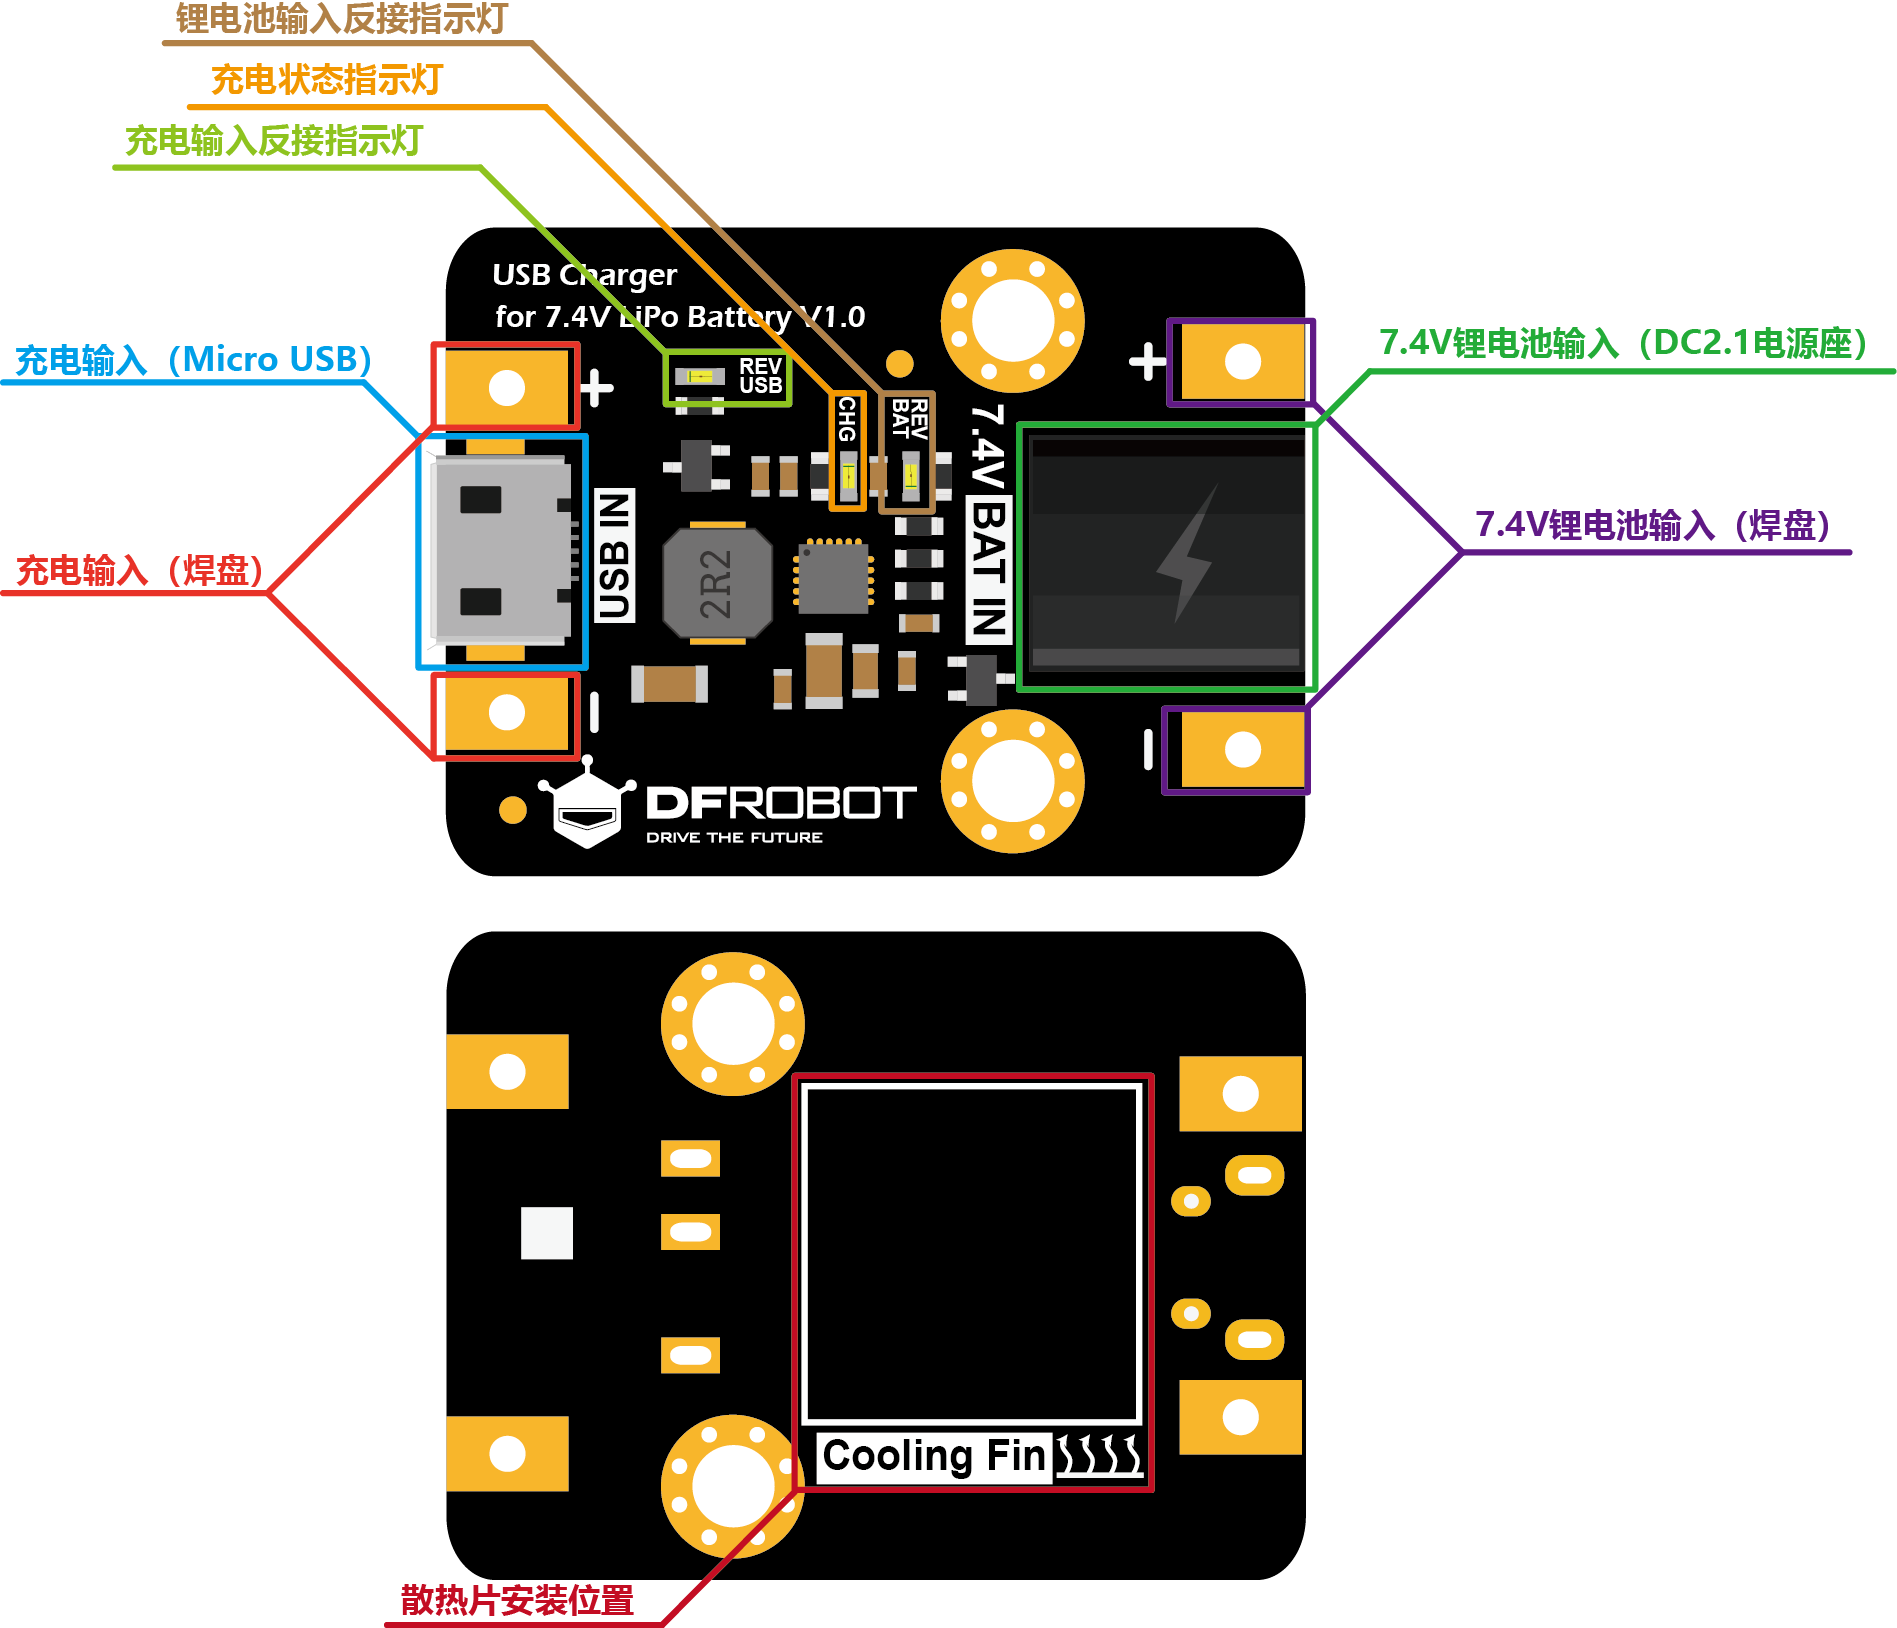 锂电池输入反接指示灯
充电状态指示灯
充电输入反接指示灯
USB Charger
for 7.4V LiPo Battery V1.0
充电输入（Micro USB）
7.4V锂电池输入（DC2.1电源座）
REV
USB
CHG
REV
BAT
7.4V
BAT IN
USB IN
2R2
充电输入（焊盘）
7.4V锂电池输入（焊盘）
DFROBOT
DRIVE THE FUTURE
Cooling Fin
散热片安装位置